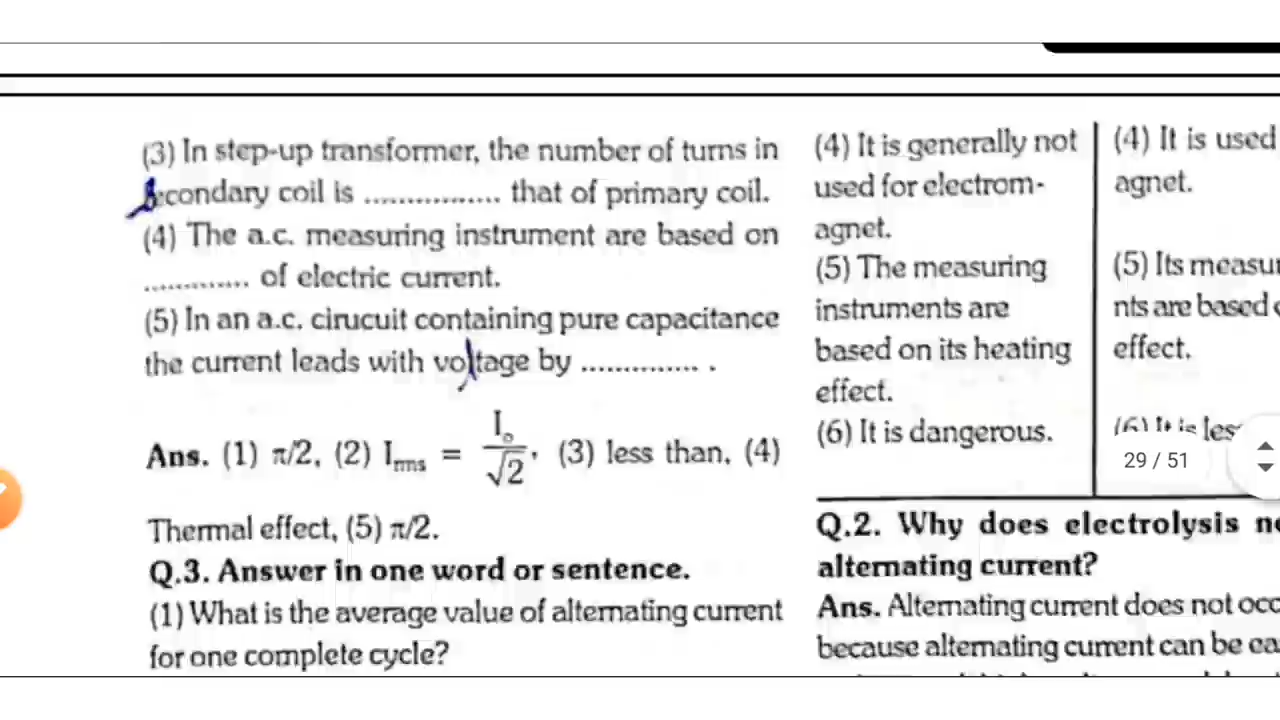 (3) In step-up transformer, the number of turns in
secondary coil is ................ that of primary coil.
(4) The a.c. measuring instrument are based on
............. of electric current.
(5) In an a.c. cirucuit containing pure capacitance
the current leads with voltage by .............. .
Ans. (1) π/2, (2) Irms = I₀/√2, (3) less than, (4)
Thermal effect, (5) π/2.
Q.3. Answer in one word or sentence.
(1) What is the average value of alternating current
for one complete cycle?
(4) It is generally not
used for electrom-
agnet.
(5) The measuring
instruments are
based on its heating
effect.
(6) It is dangerous.
(4) It is used
agnet.
(5) Its measu
nts are based
effect.
(6) It is les
29 / 51
Q.2. Why does electrolysis
alternating current?
Ans. Alternating current does not occ
because alternating current can be ea